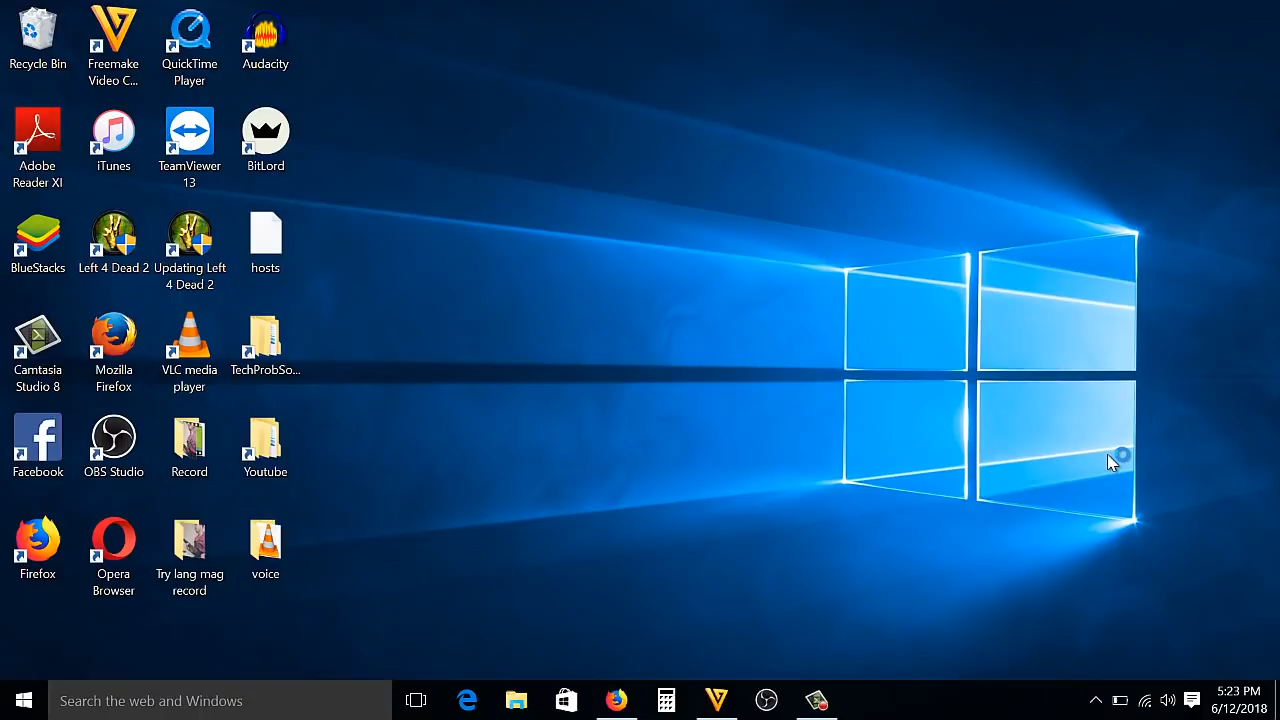 Recycle Bin
Freemake
Video C...
QuickTime
Player
Audacity
Adobe
Reader XI
iTunes
TeamViewer
13
BitLord
BlueStacks
Left 4 Dead 2
Updating Left
4 Dead 2
hosts
Camtasia
Studio 8
Mozilla
Firefox
VLC media
player
TechProbSo...
Facebook
OBS Studio
Record
Youtube
Firefox
Opera
Browser
Try lang mag
record
voice
Search the web and Windows
5:23 PM
6/12/2018